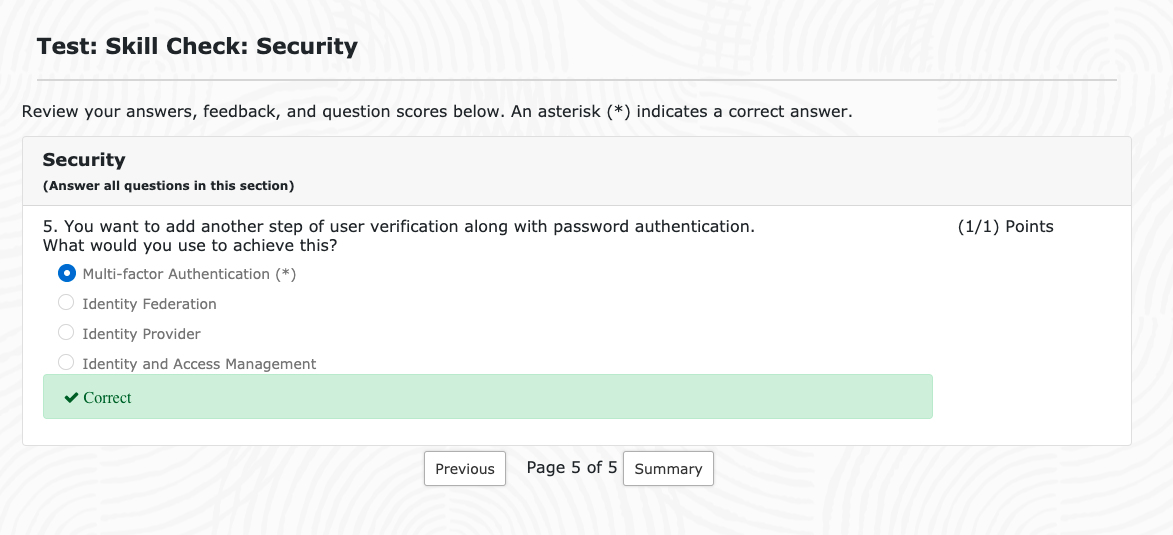 Test: Skill Check: Security
Review your answers, feedback, and question scores below. An asterisk (*) indicates a correct answer.
Security
(Answer all questions in this section)
5. You want to add another step of user verification along with password authentication. (1/1) Points
What would you use to achieve this?
Multi-factor Authentication (*)
Identity Federation
Identity Provider
Identity and Access Management
Correct
Previous Page 5 of 5 Summary